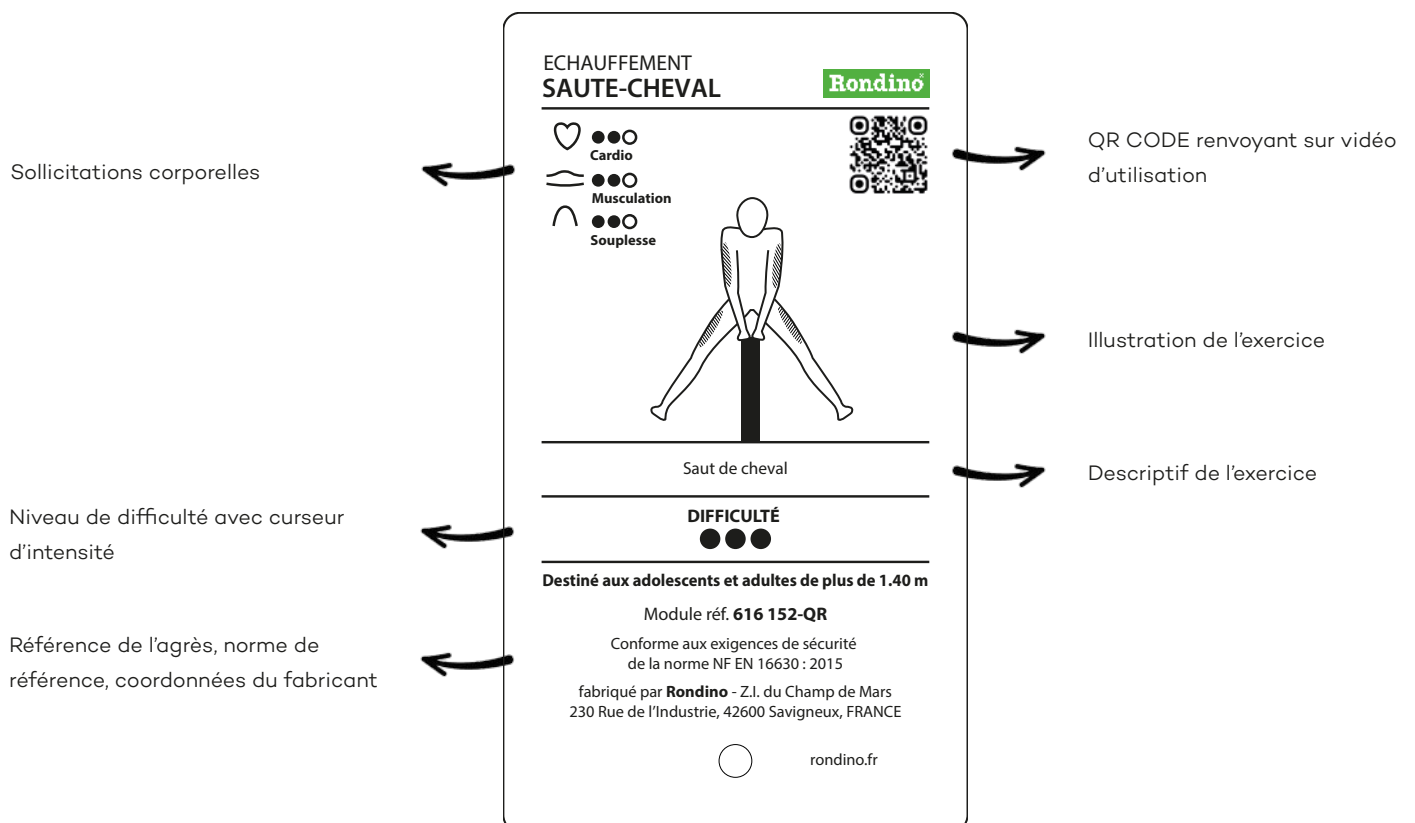 ECHAUFFEMENT
SAUTE-CHEVAL
Rondino
Cardio
Musculation
Souplesse
Saut de cheval
DIFFICULTÉ
Destiné aux adolescents et adultes de plus de 1.40 m
Module réf. 616 152-QR
Conforme aux exigences de sécurité
de la norme NF EN 16630 : 2015
fabriqué par Rondino - Z.I. du Champ de Mars
230 Rue de l'Industrie, 42600 Savigneux, FRANCE
rondino.fr
Sollicitations corporelles
Niveau de difficulté avec curseur
d'intensité
Référence de l'agrès, norme de
référence, coordonnées du fabricant
QR CODE renvoyant sur vidéo
d'utilisation
Illustration de l'exercice
Descriptif de l'exercice